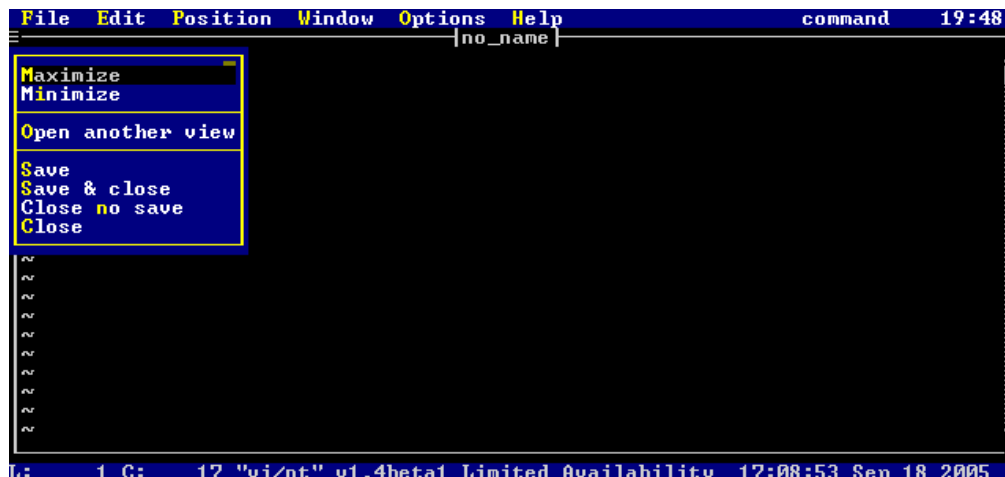 File Edit Position Window Options Help command 19:48
no_name
Maximize
Minimize
Open another view
Save
Save & close
Close no save
Close
~
~
~
~
~
~
~
~
~
~
L: 1 C: 17 "vi/nt" v1.4beta1 Limited Availability 17:08:53 Sep 18 2005